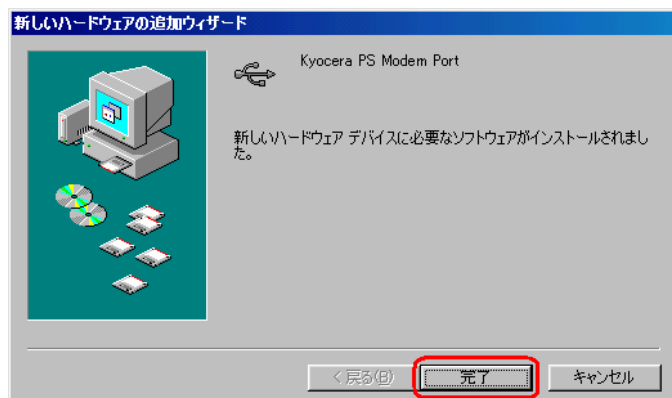 新しいハードウェアの追加ウィザード
Kyocera PS Modem Port
新しいハードウェア デバイスに必要なソフトウェアがインストールされまし
た。
< 戻る(B)
完了
キャンセル